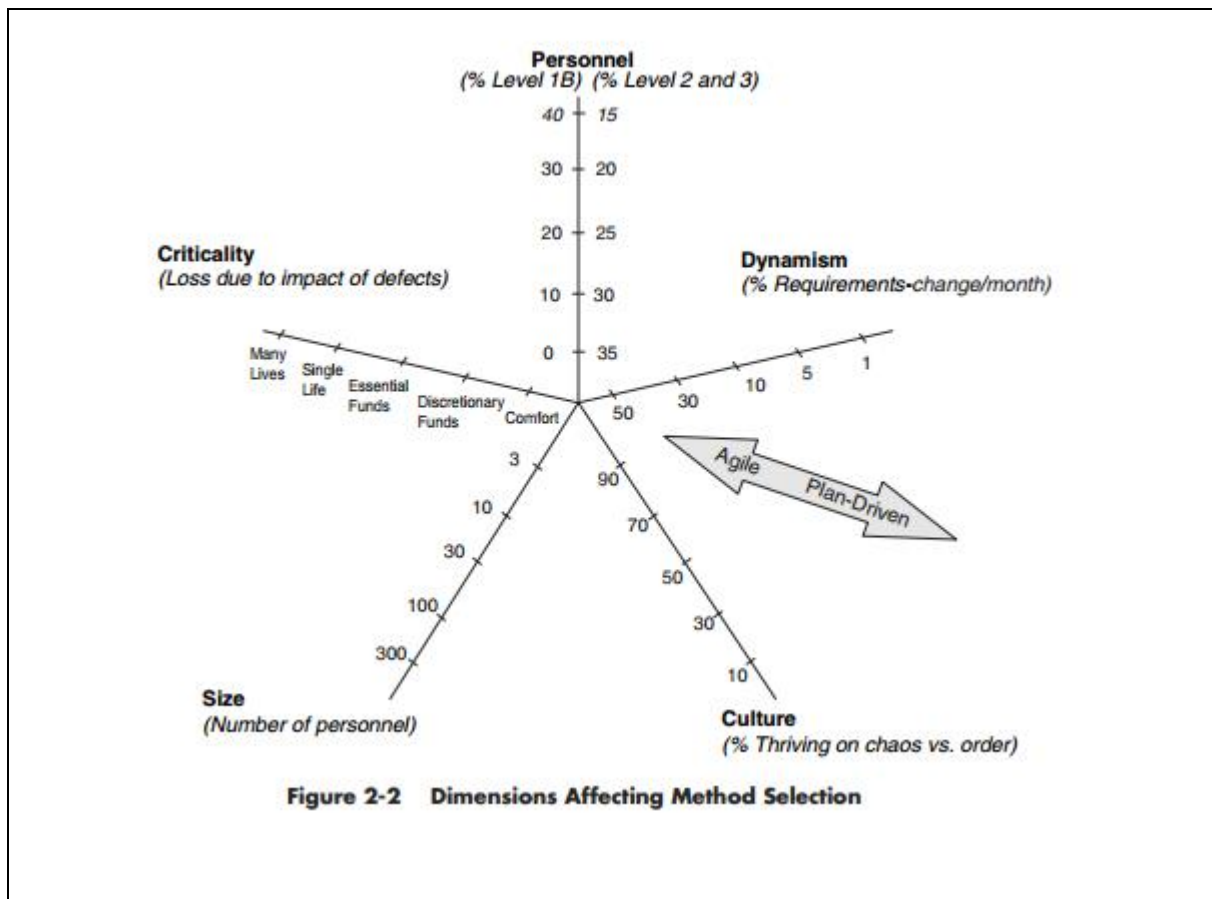 Personnel
(% Level 1B) (% Level 2 and 3)
40 15
30 20
20 25
10 30
0 35
Criticality
(Loss due to impact of defects)
Many
Lives
Single
Life
Essential
Funds
Discretionary
Funds
Comfort
Dynamism
(% Requirements-change/month)
1
5
10
30
50
Agile
Plan-Driven
3
10
30
100
300
90
70
50
30
10
Size
(Number of personnel)
Culture
(% Thriving on chaos vs. order)
Figure 2-2 Dimensions Affecting Method Selection